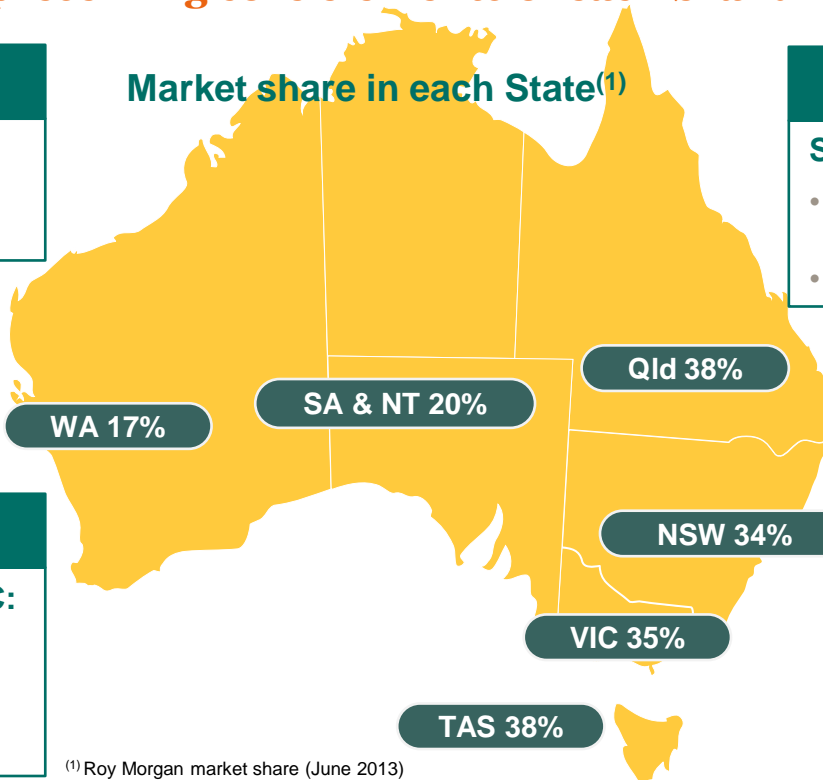 Market share in each State(1)
S
Qld 38%
SA & NT 20%
WA 17%
NSW 34%
C:
VIC 35%
TAS 38%
(1) Roy Morgan market share (June 2013)